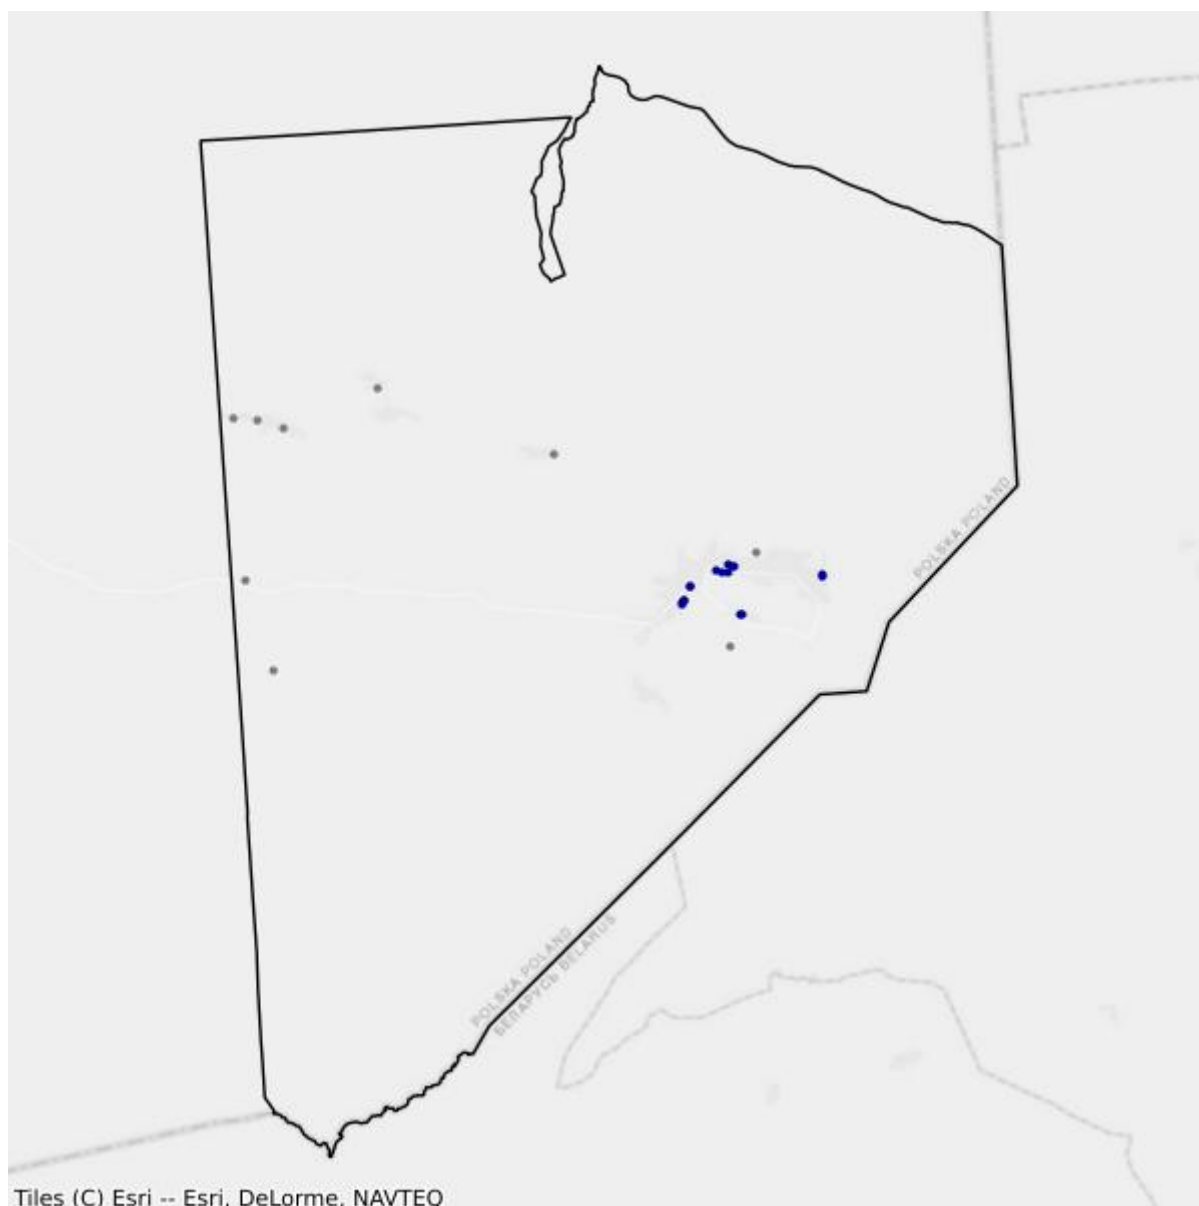 POLSKA POLAND
POLSKA POLAND
БЕЛАРУСЬ BELARUS
Tiles (C) Esri -- Esri, DeLorme, NAVTEQ